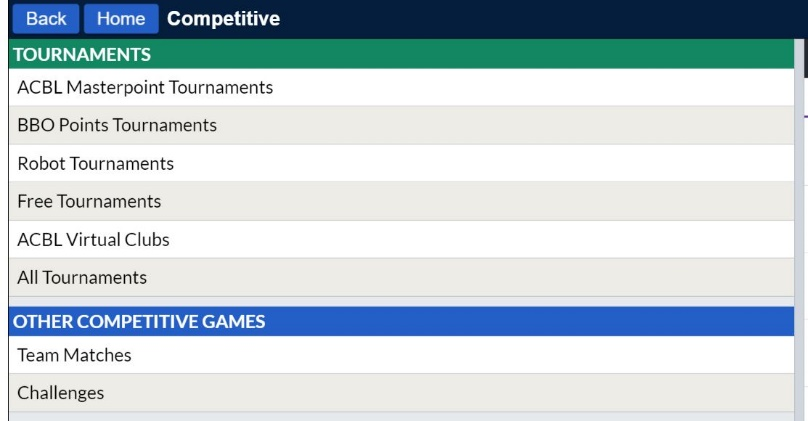 Back Home Competitive
TOURNAMENTS
ACBL Masterpoint Tournaments
BBO Points Tournaments
Robot Tournaments
Free Tournaments
ACBL Virtual Clubs
All Tournaments
OTHER COMPETITIVE GAMES
Team Matches
Challenges